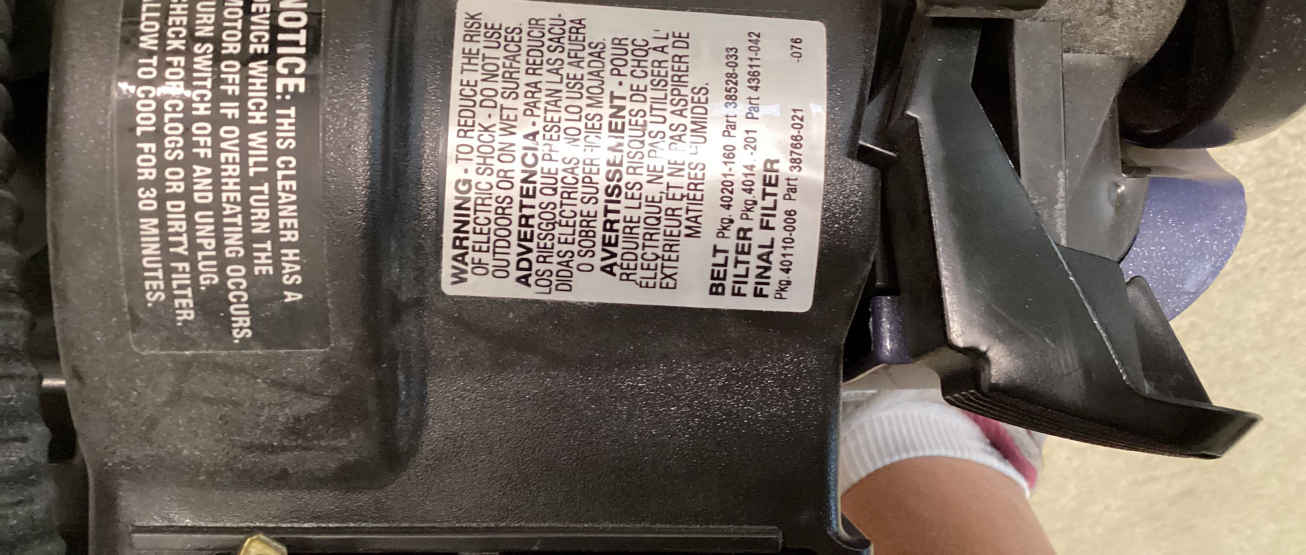 NOTICE: THIS CLEANER HAS A
DEVICE WHICH WILL TURN THE
MOTOR OFF IF OVERHEATING OCCURS.
TURN SWITCH OFF AND UNPLUG.
CHECK FOR CLOGS OR DIRTY FILTER.
ALLOW TO COOL FOR 30 MINUTES.
WARNING - TO REDUCE THE RISK
OF ELECTRIC SHOCK - DO NOT USE
OUTDOORS OR ON WET SURFACES.
ADVERTENCIA - PARA REDUCIR
LOS RIESGOS QUE PRESETAN LAS SACU-
DIDAS ELÉCTRICAS, NO LO USE AFUERA
O SOBRE SUPERFICIES MOJADAS.
AVERTISSEMENT - POUR
RÉDUIRE LES RISQUES DE CHOC
ÉLECTRIQUE, NE PAS UTILISER À L'
EXTÉRIEUR ET NE PAS ASPIRER DE
MATIÈRES HUMIDES.
BELT Pkg. 40201-160 Part 38528-033
FILTER Pkg. -201 Part 43611-042
FINAL FILTER
Pkg. 40110-006 Part 38766-021 -076